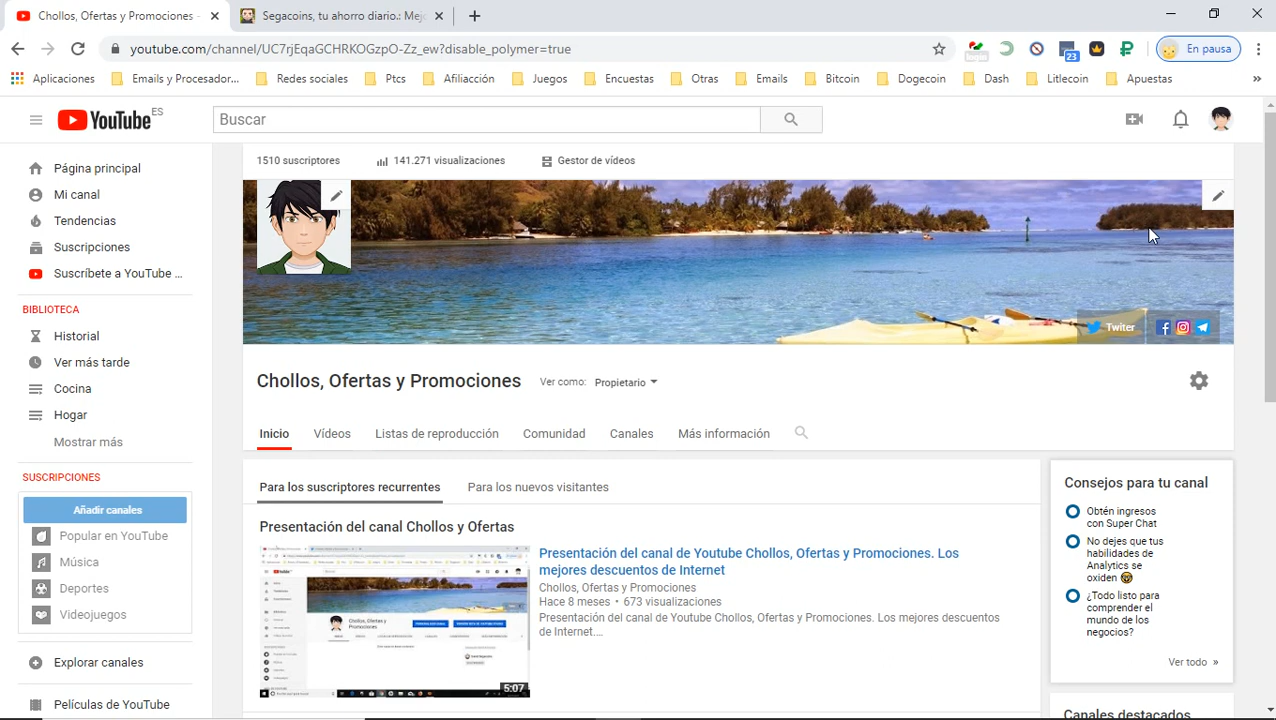 Chollos, Ofertas y Promociones -
Segacoins, tu ahorro diario.: Mejo
youtube.com/channel/UC7rjEqaGCHRKOGzpO-Zz_ew?disable_polymer=true
23
En pausa
Aplicaciones
Emails y Procesador...
Redes sociales
Ptcs
Afiliacción
Juegos
Encuestas
Otros
Emails
Bitcoin
Dogecoin
Dash
Litlecoin
Apuestas
»
YouTube ES
Buscar
1510 suscriptores
141.271 visualizaciones
Gestor de vídeos
Página principal
Mi canal
Tendencias
Suscripciones
Suscríbete a YouTube ...
BIBLIOTECA
Historial
Ver más tarde
Cocina
Hogar
Mostrar más
SUSCRIPCIONES
Añadir canales
Popular en YouTube
Música
Deportes
Videojuegos
Explorar canales
Películas de YouTube
Twiter
Chollos, Ofertas y Promociones
Ver como: Propietario
Inicio
Vídeos
Listas de reproducción
Comunidad
Canales
Más información
Para los suscriptores recurrentes
Para los nuevos visitantes
Presentación del canal Chollos y Ofertas
Presentación del canal de Youtube Chollos, Ofertas y Promociones. Los
mejores descuentos de Internet
Chollos, Ofertas y Promociones
Hace 8 meses • 673 visualizaciones
Presentación del canal de Youtube Chollos, Ofertas y Promociones. Los mejores descuentos
de Internet....
Chollos, Ofertas y
Promociones
5:07
Consejos para tu canal
Obtén ingresos
con Super Chat
No dejes que tus
habilidades de
Analytics se
oxiden
¿Todo listo para
comprender el
mundo de los
negocios?
Ver todo »
Canales destacados